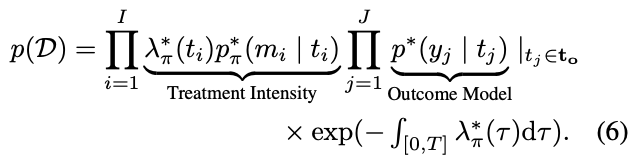 p(𝒟) = ∏_{i=1}^{I} λ*_π(t_i)p*_π(m_i | t_i) ∏_{j=1}^{J} p*(y_j | t_j) |_{t_j∈𝐭_𝐨}
Treatment Intensity Outcome Model
× exp(− ∫_{[0,T]} λ*_π(τ)dτ). (6)